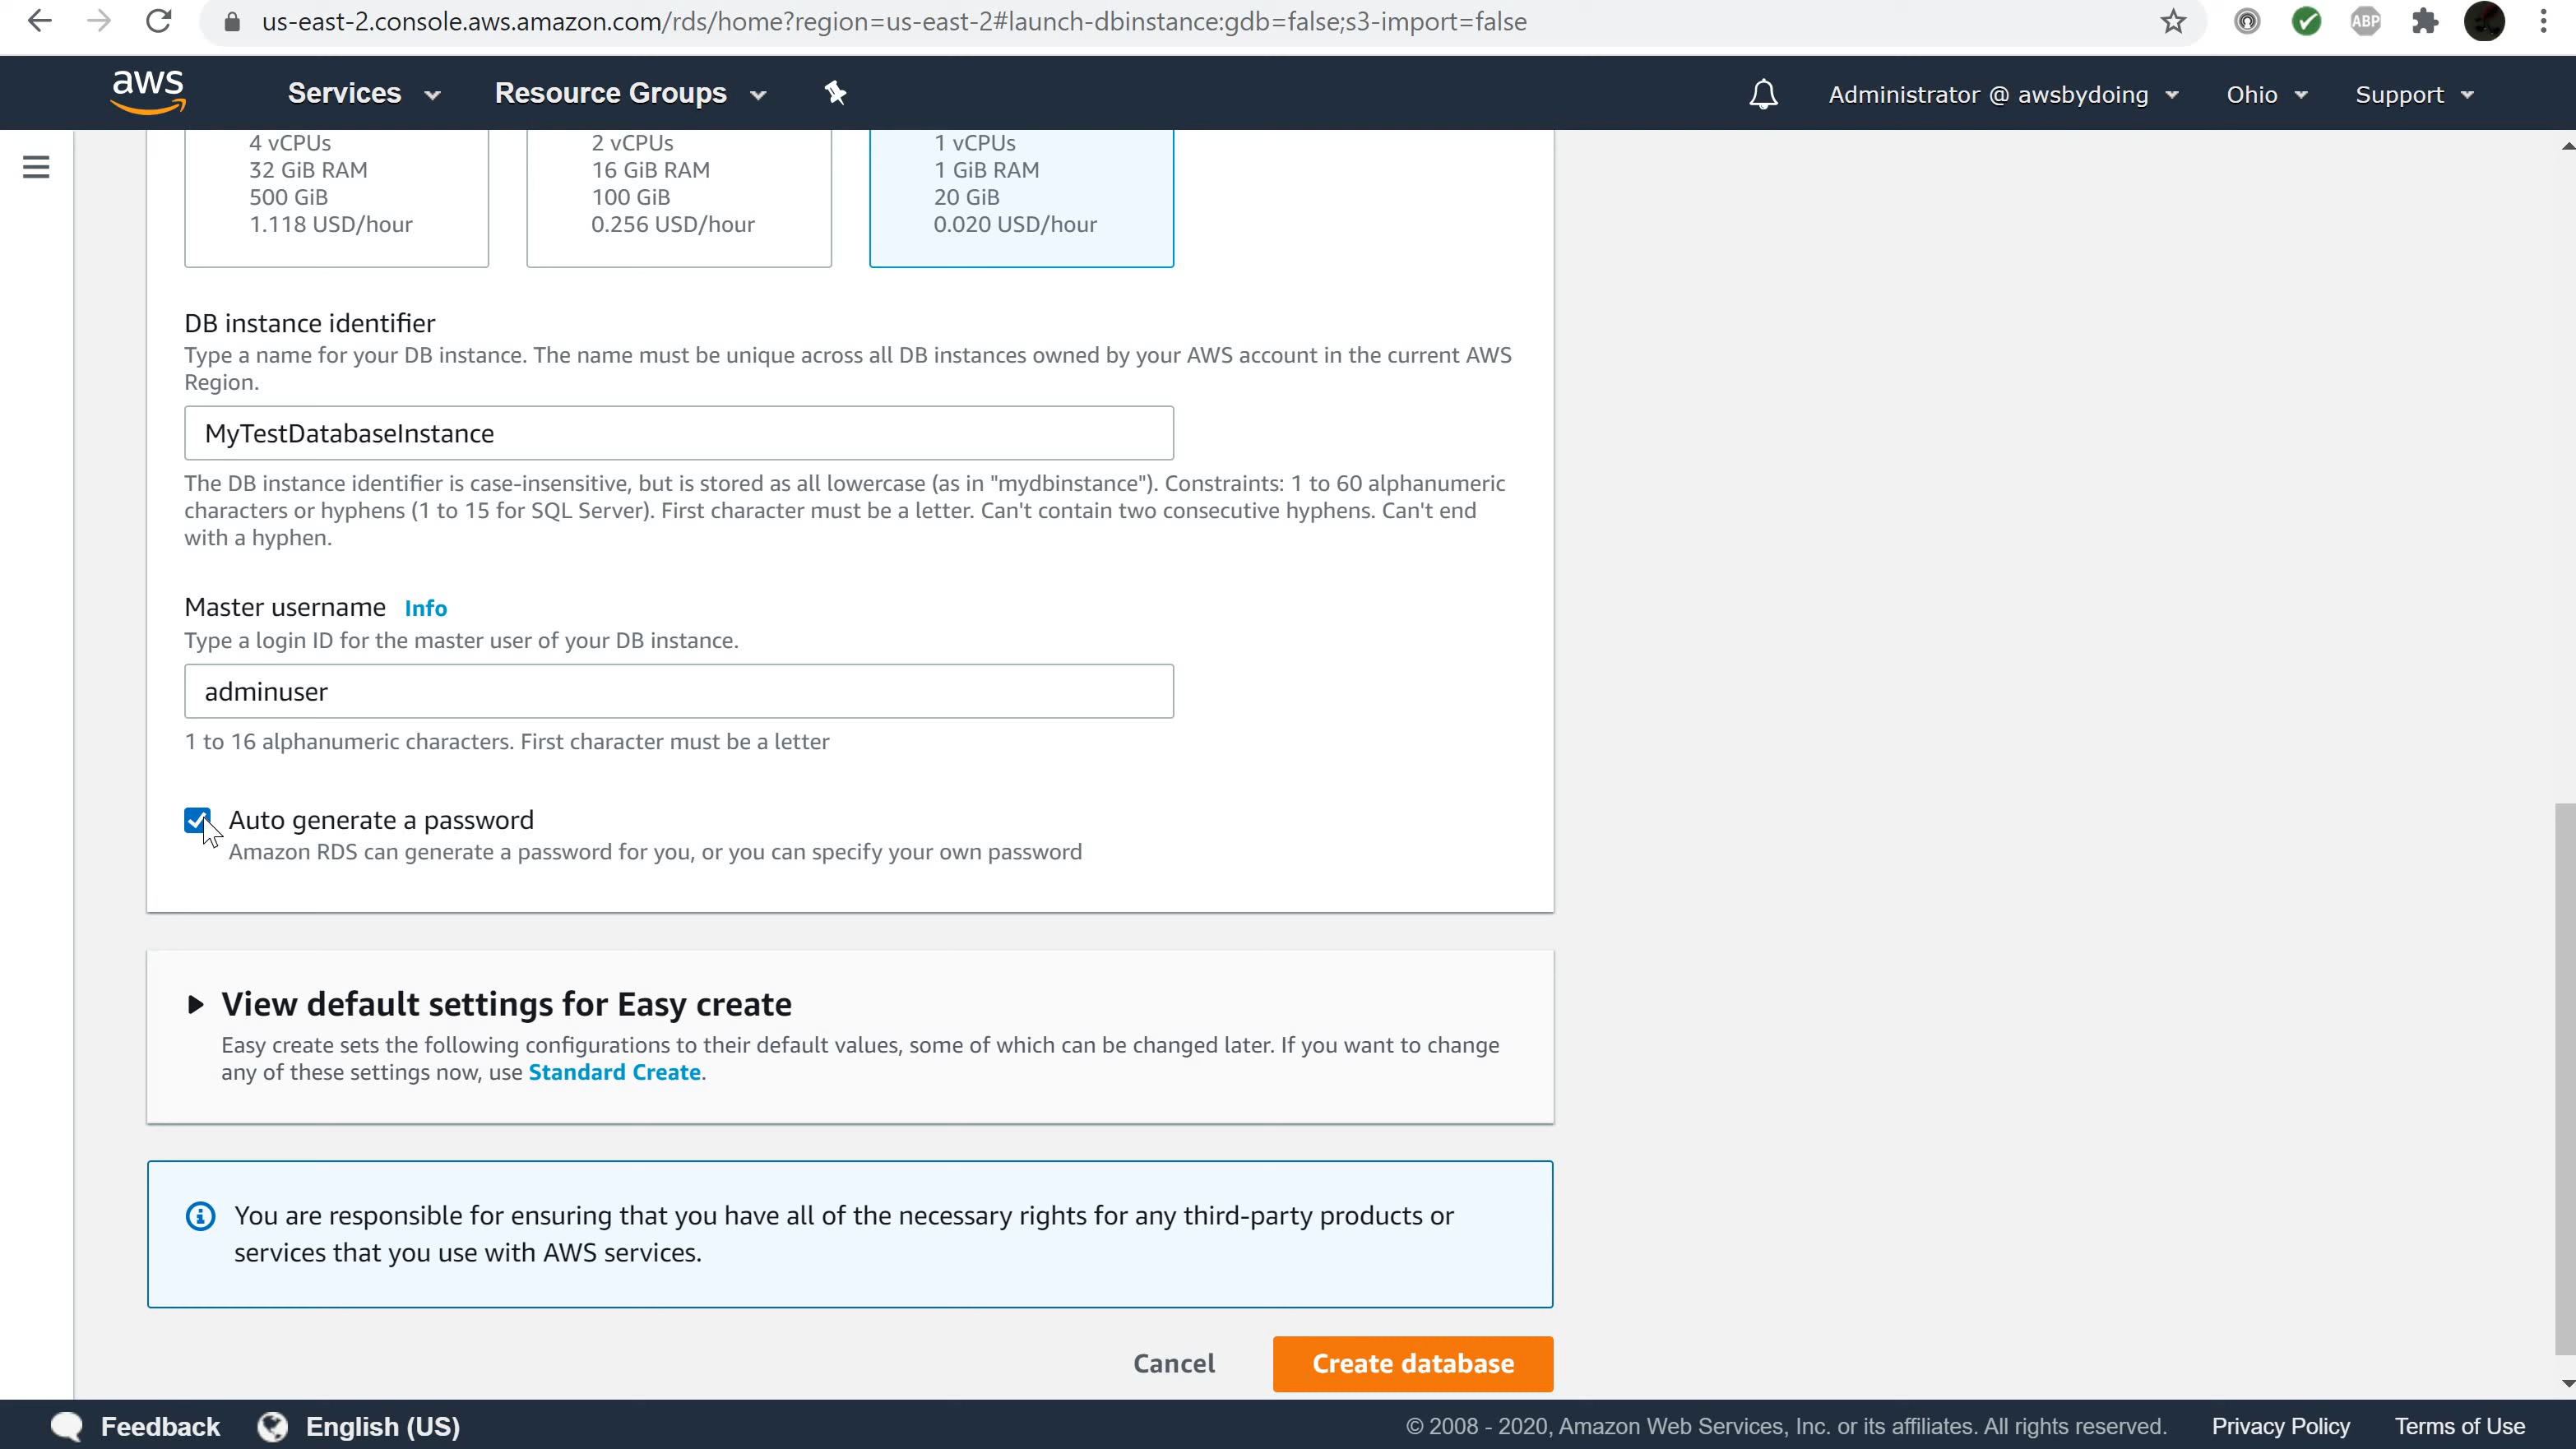 us-east-2.console.aws.amazon.com/rds/home?region=us-east-2#launch-dbinstance:gdb=false;s3-import=false
ABP
aws
Services
Resource Groups
Administrator @ awsbydoing
Ohio
Support
4 vCPUs
32 GiB RAM
500 GiB
1.118 USD/hour
2 vCPUs
16 GiB RAM
100 GiB
0.256 USD/hour
1 vCPUs
1 GiB RAM
20 GiB
0.020 USD/hour
DB instance identifier
Type a name for your DB instance. The name must be unique across all DB instances owned by your AWS account in the current AWS
Region.
MyTestDatabaseInstance
The DB instance identifier is case-insensitive, but is stored as all lowercase (as in "mydbinstance"). Constraints: 1 to 60 alphanumeric
characters or hyphens (1 to 15 for SQL Server). First character must be a letter. Can't contain two consecutive hyphens. Can't end
with a hyphen.
Master username Info
Type a login ID for the master user of your DB instance.
adminuser
1 to 16 alphanumeric characters. First character must be a letter
Auto generate a password
Amazon RDS can generate a password for you, or you can specify your own password
View default settings for Easy create
Easy create sets the following configurations to their default values, some of which can be changed later. If you want to change
any of these settings now, use Standard Create.
You are responsible for ensuring that you have all of the necessary rights for any third-party products or
services that you use with AWS services.
Cancel
Create database
Feedback
English (US)
© 2008 - 2020, Amazon Web Services, Inc. or its affiliates. All rights reserved.
Privacy Policy
Terms of Use